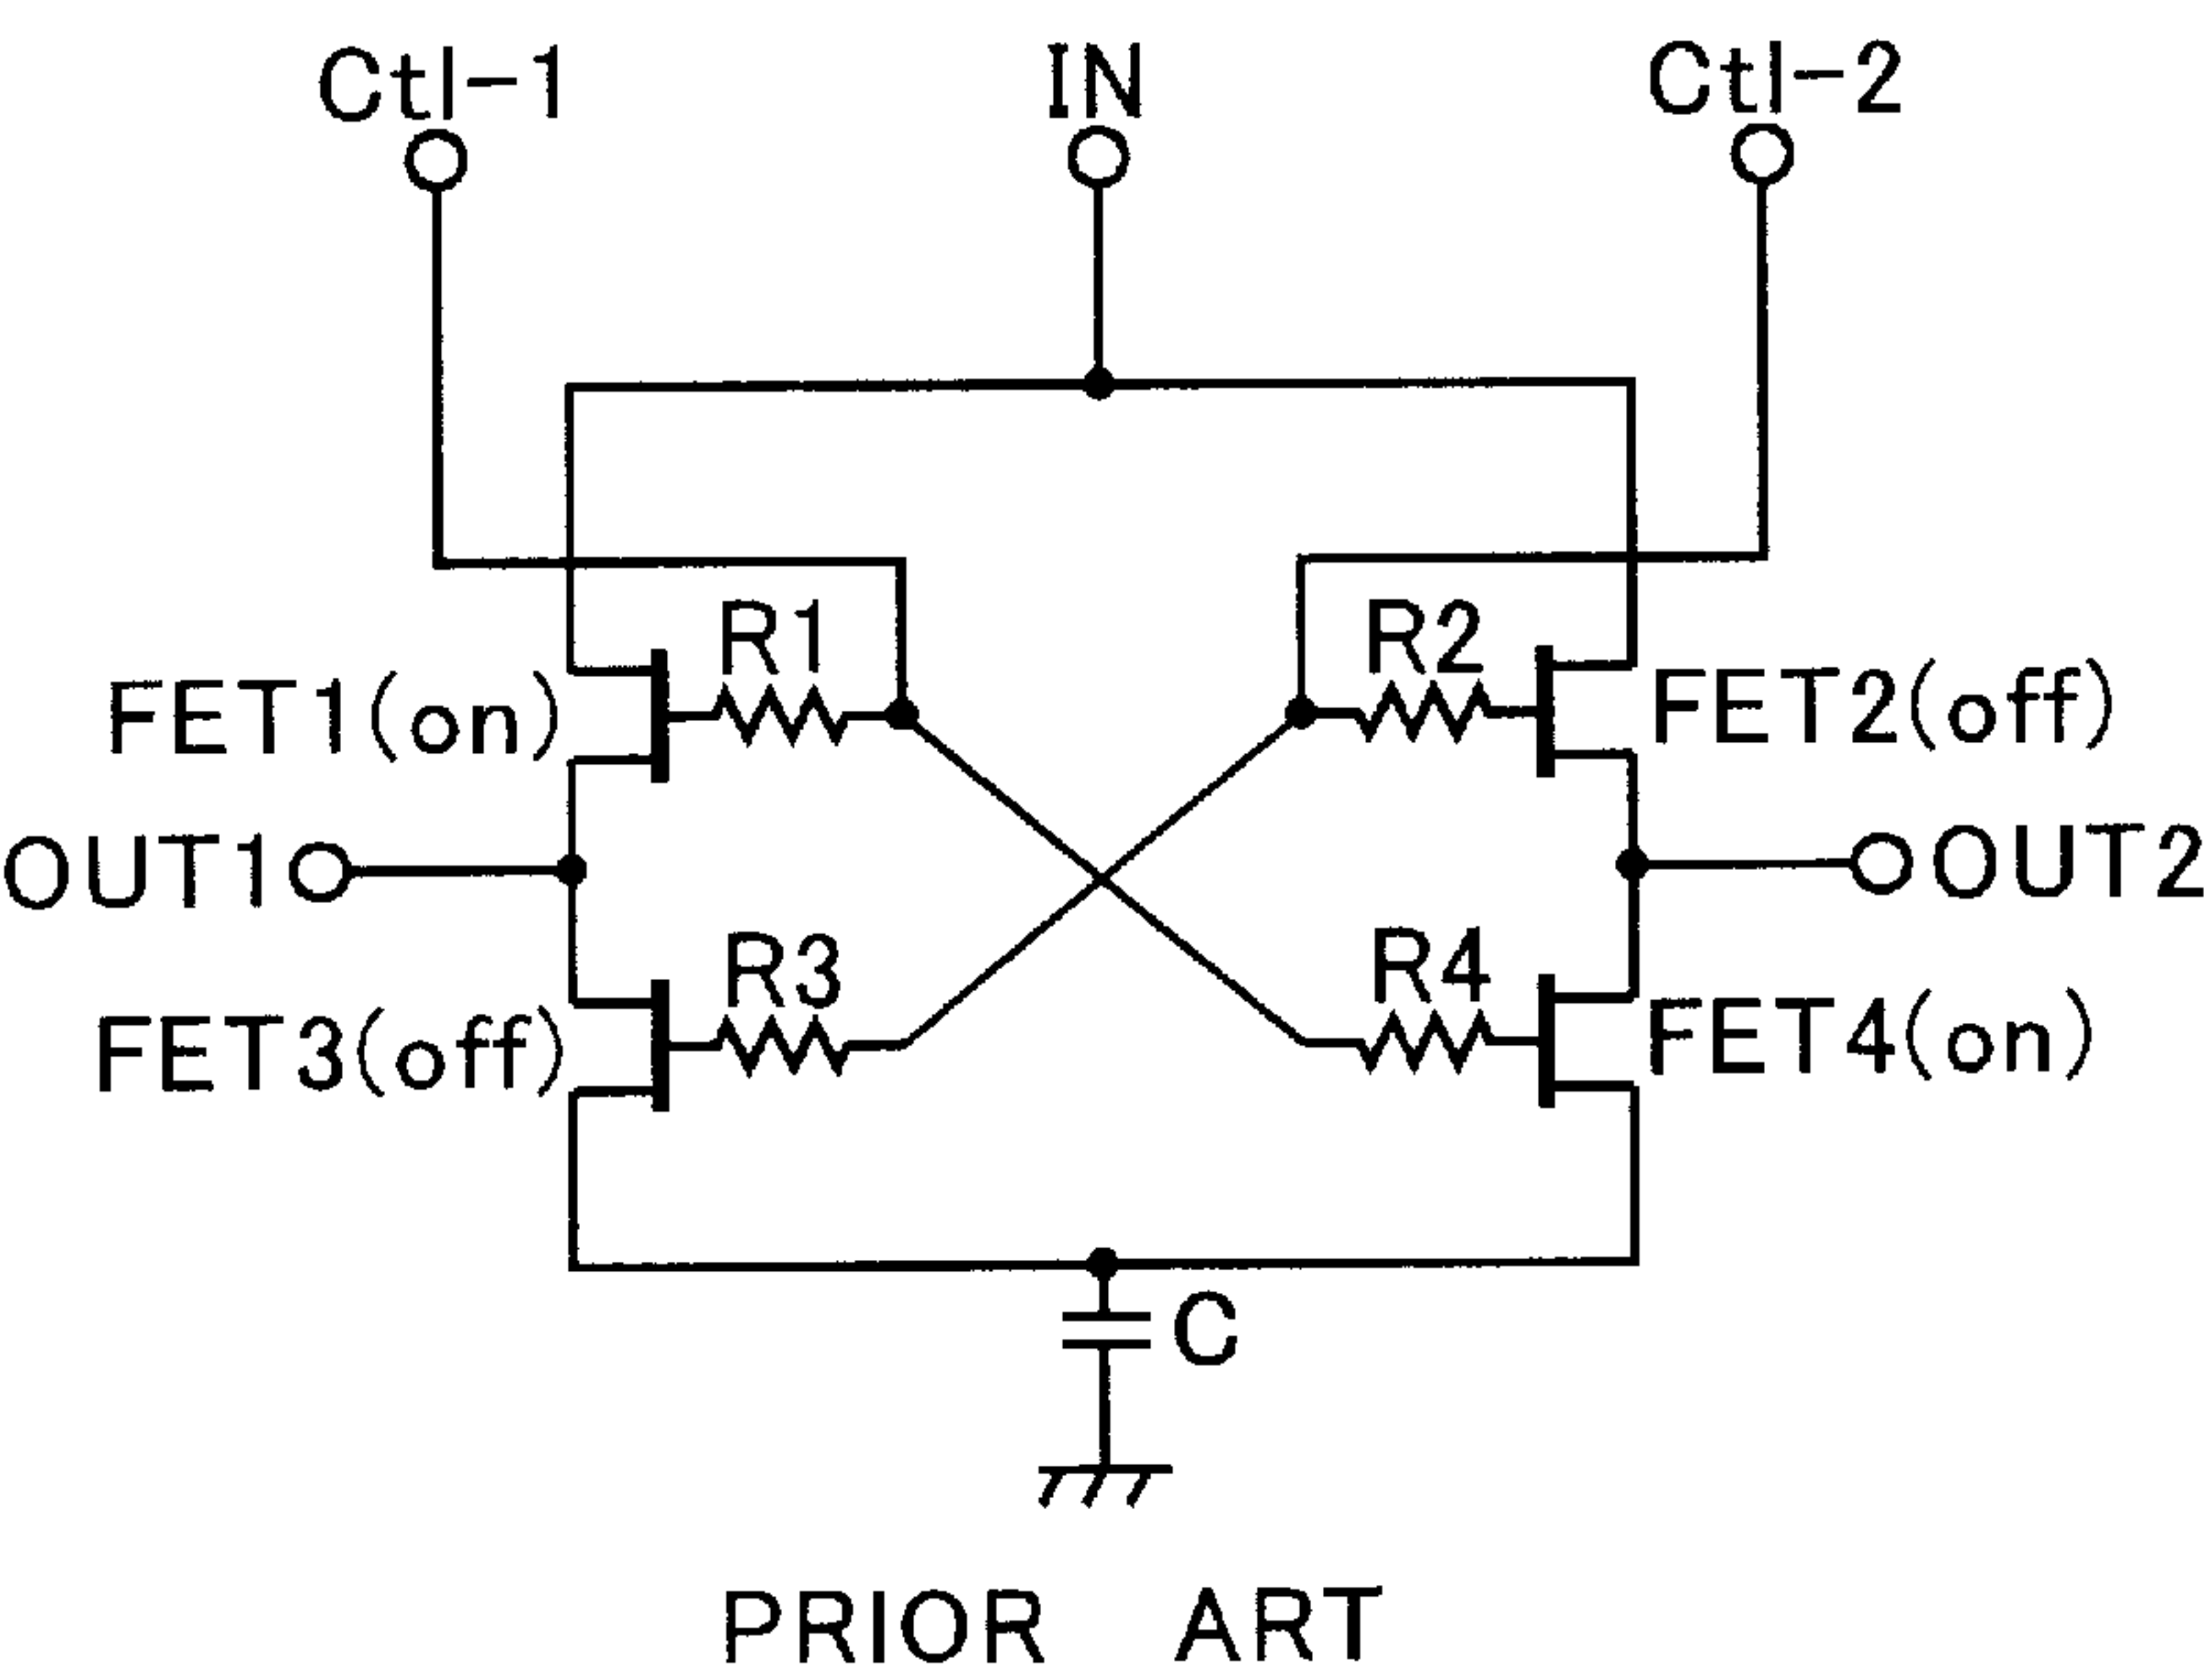 Ctl-1 IN Ctl-2
R1 R2
FET1(on) FET2(off)
OUT1 OUT2
R3 R4
FET3(off) FET4(on)
C
PRIOR ART